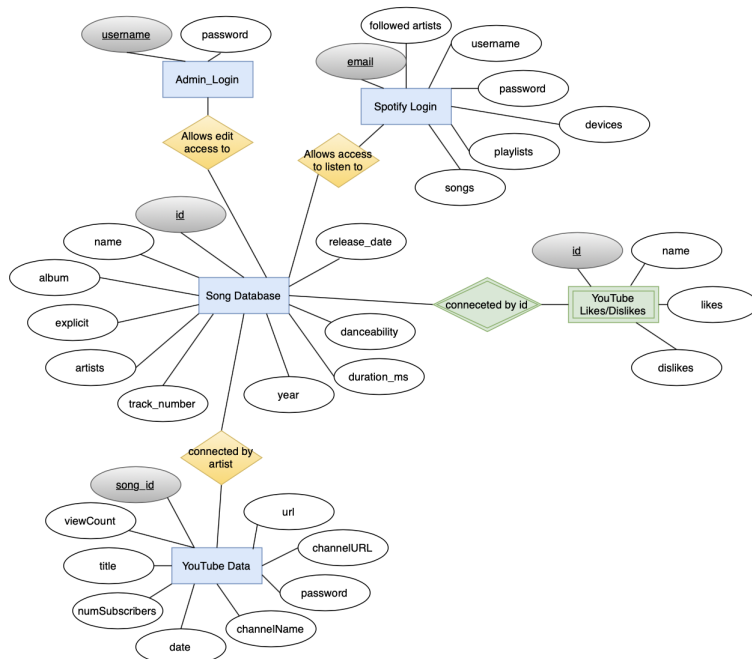 followed artists
username
password
username
Admin_Login
email
password
Spotify Login
devices
Allows edit
access to
Allows access
to listen to
playlists
songs
id
name
release_date
id
name
album
Song Database
conneceted by id
YouTube
Likes/Dislikes
likes
explicit
danceability
artists
dislikes
duration_ms
year
track_number
connected by
artist
song_id
url
viewCount
channelURL
title
YouTube Data
password
numSubscribers
channelName
date